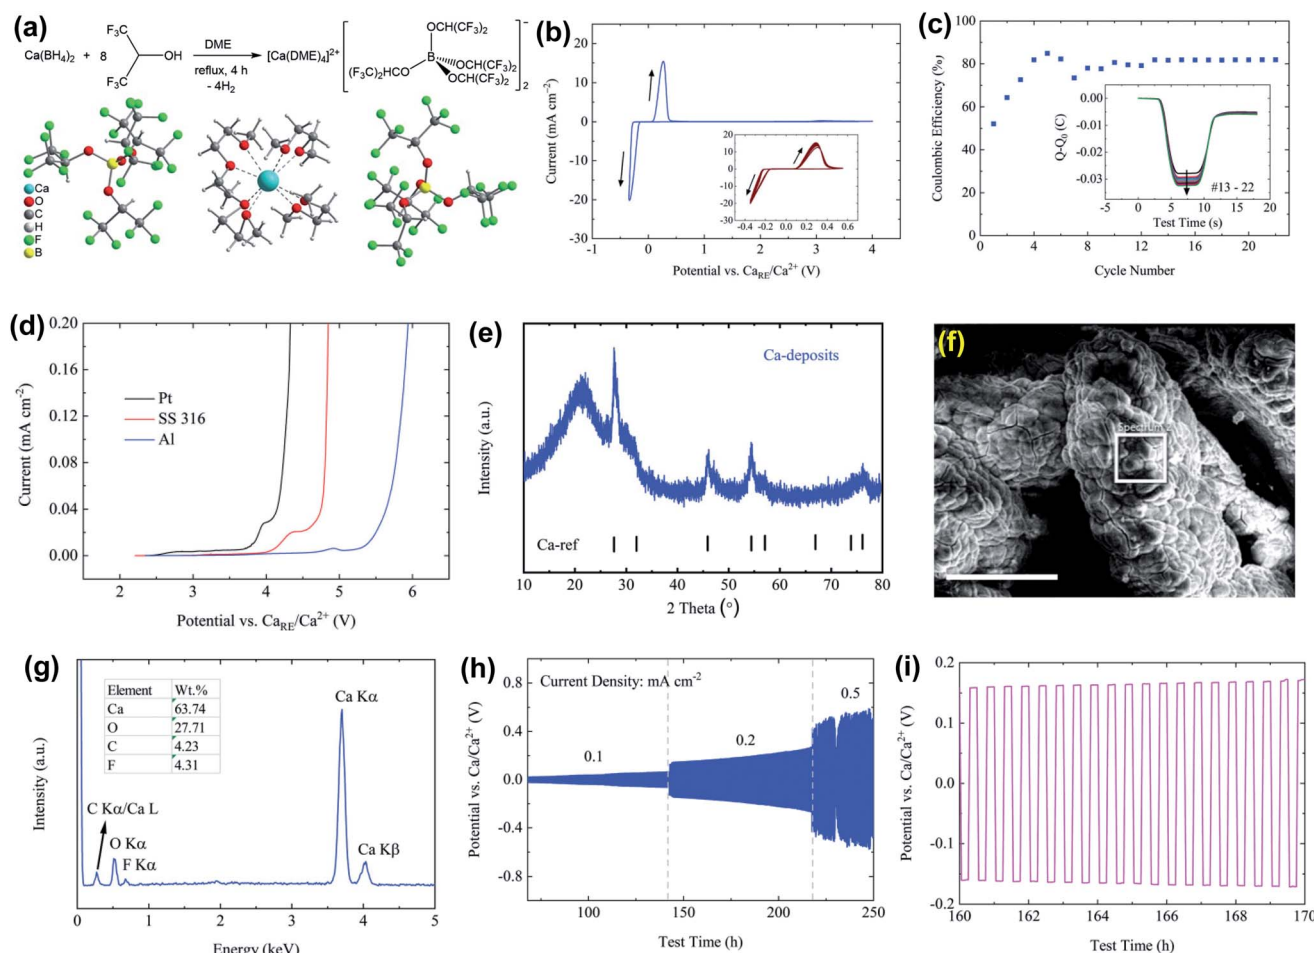 (a)
Ca(BH4)2 + 8
F3C
OH
F3C
DME
reflux, 4 h
- 4H2
[Ca(DME)4]2+
OCH(CF3)2
B
(F3C)2HCO
OCH(CF3)2
OCH(CF3)2
2-
2
Ca
O
C
H
F
B
(b)
Current (mA cm−2)
30
20
10
0
10
-20
-30
-1
0
1
2
3
4
Potential vs. CaRE/Ca2+ (V)
20
10
0
-10
-20
-30
-0.4
-0.2
0.0
0.2
0.4
0.6
(c)
Coulombic Efficiency (%)
100
80
60
40
20
0
0
4
8
12
16
20
Cycle Number
Q-Q0 (C)
0.00
-0.01
-0.02
-0.03
#13 - 22
-5
0
5
10
15
20
Test Time (s)
(d)
Current (mA cm-2)
0.20
0.16
0.12
0.08
0.04
0.00
Pt
SS 316
Al
2
3
4
5
6
Potential vs. CaRE/Ca2+ (V)
(e)
Intensity (a.u.)
Ca-deposits
Ca-ref
10
20
30
40
50
60
70
80
2 Theta (°)
(f)
(g)
Intensity (a.u.)
Element Wt.%
Ca 63.74
O 27.71
C 4.23
F 4.31
C Kα/Ca L
O Kα
F Kα
Ca Kα
Ca Kβ
0
1
2
3
4
5
Energy (keV)
(h)
Potential vs. Ca/Ca2+ (V)
Current Density: mA cm-2
0.8
0.4
0.0
-0.4
-0.8
0.1
0.2
0.5
100
150
200
250
Test Time (h)
(i)
Potential vs. Ca/Ca2+ (V)
0.2
0.1
0.0
-0.1
-0.2
160
162
164
166
168
170
Test Time (h)